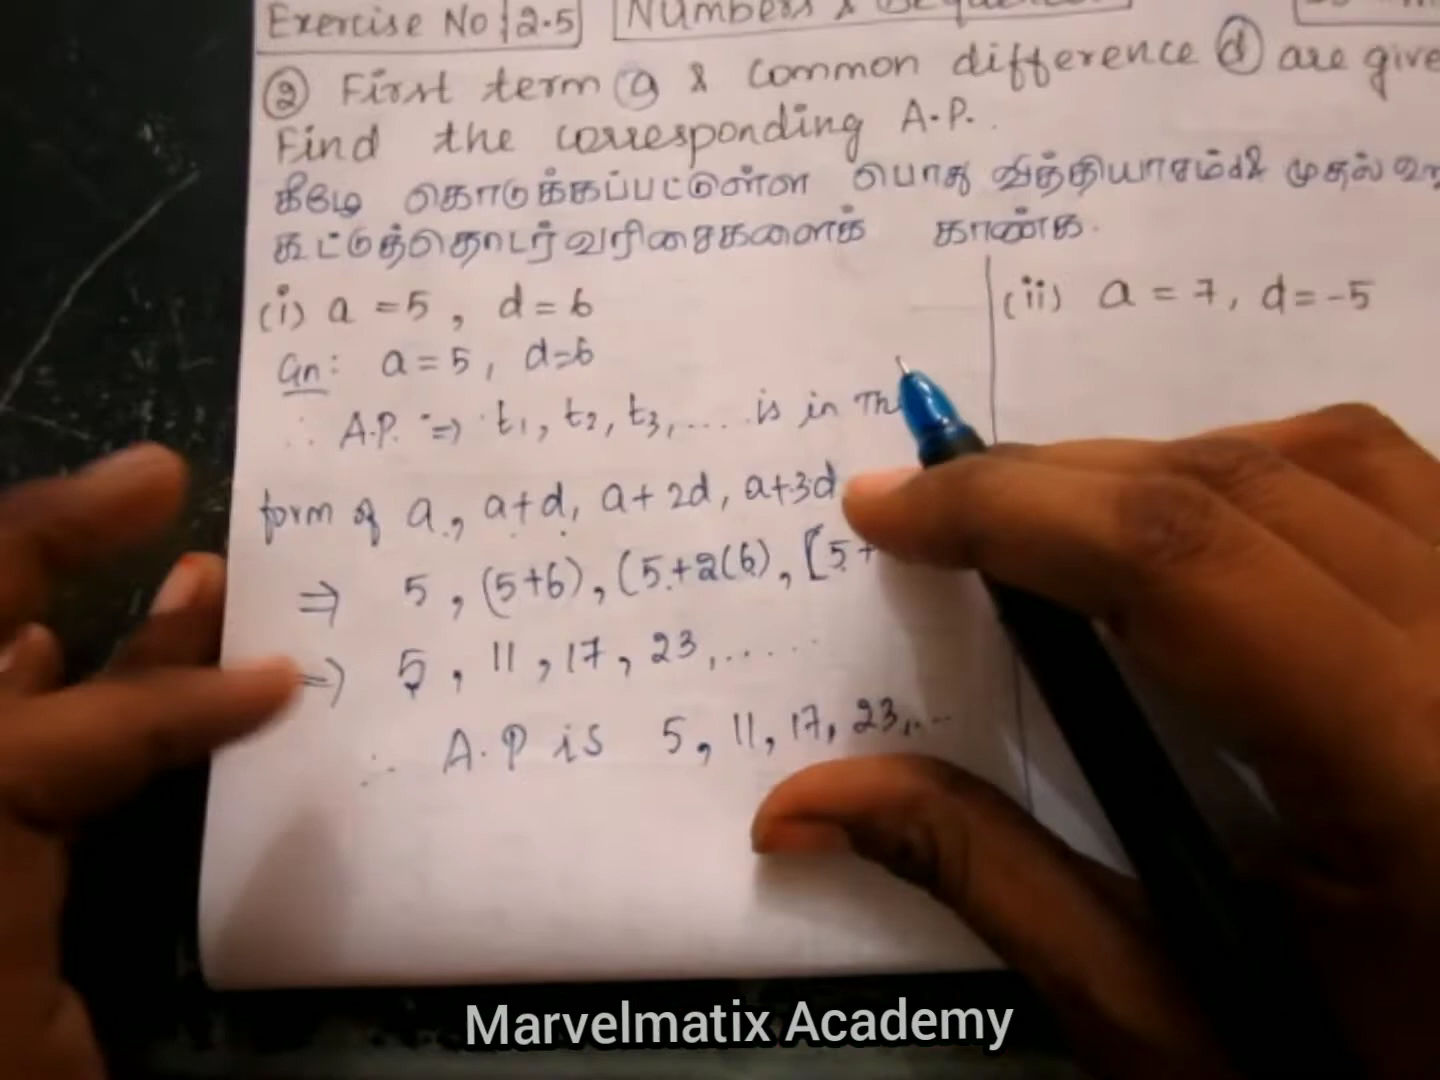 Exercise No 2.5 Numbers &
② First term ⓐ & common difference ⓓ are give
Find the corresponding A.P.
கீழே கொடுக்கப்பட்டுள்ள பொது வித்தியாசம் d & முதல்
கூட்டுத்தொடர் வரிசைகளைக் காண்க.
(i) a = 5, d = 6
Gn: a = 5, d = 6
∴ A.P. ⇒ t₁, t₂, t₃, .... is in Th
form of a, a+d, a+2d, a+3d
⇒ 5, (5+6), (5+2(6), [5+
⇒ 5, 11, 17, 23, .....
∴ A.P is 5, 11, 17, 23, ...
(ii) a = 7, d = -5
Marvelmatix Academy